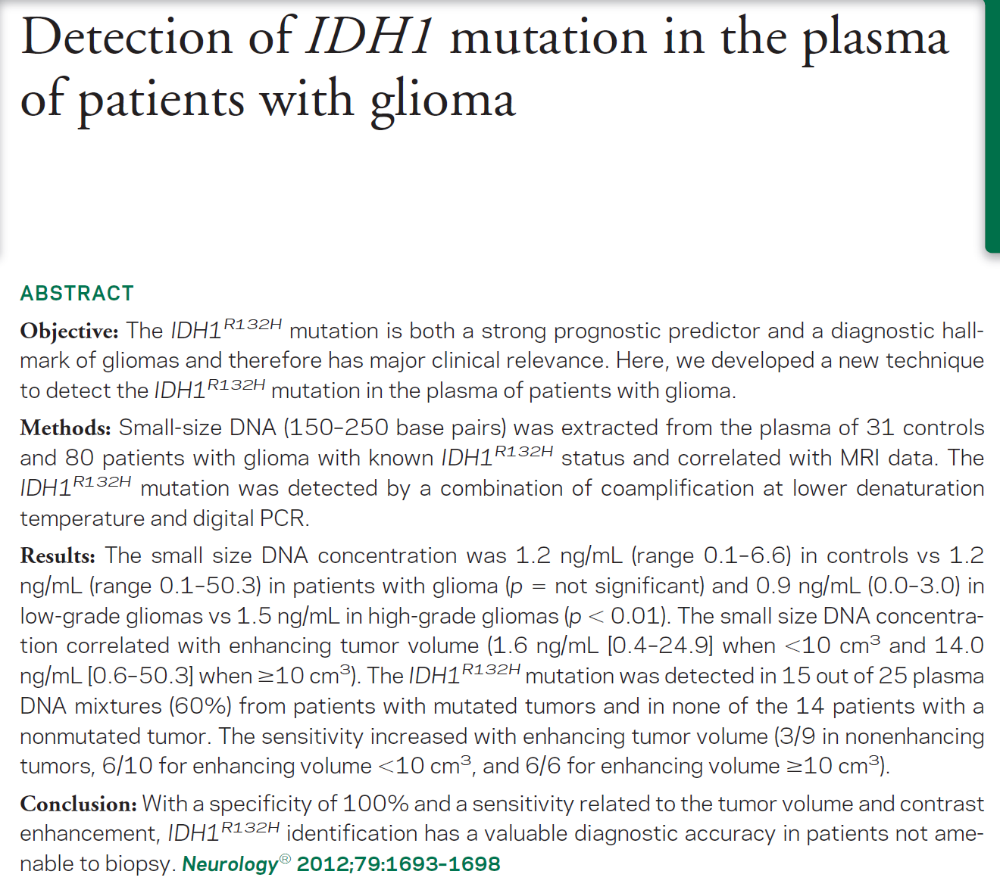 Detection of IDH1 mutation in the plasma
of patients with glioma
ABSTRACT
Objective: The IDH1R132H mutation is both a strong prognostic predictor and a diagnostic hall-
mark of gliomas and therefore has major clinical relevance. Here, we developed a new technique
to detect the IDH1R132H mutation in the plasma of patients with glioma.
Methods: Small-size DNA (150–250 base pairs) was extracted from the plasma of 31 controls
and 80 patients with glioma with known IDH1R132H status and correlated with MRI data. The
IDH1R132H mutation was detected by a combination of coamplification at lower denaturation
temperature and digital PCR.
Results: The small size DNA concentration was 1.2 ng/mL (range 0.1–6.6) in controls vs 1.2
ng/mL (range 0.1–50.3) in patients with glioma (p = not significant) and 0.9 ng/mL (0.0–3.0) in
low-grade gliomas vs 1.5 ng/mL in high-grade gliomas (p < 0.01). The small size DNA concentra-
tion correlated with enhancing tumor volume (1.6 ng/mL [0.4–24.9] when <10 cm³ and 14.0
ng/mL [0.6–50.3] when ≥10 cm³). The IDH1R132H mutation was detected in 15 out of 25 plasma
DNA mixtures (60%) from patients with mutated tumors and in none of the 14 patients with a
nonmutated tumor. The sensitivity increased with enhancing tumor volume (3/9 in nonenhancing
tumors, 6/10 for enhancing volume <10 cm³, and 6/6 for enhancing volume ≥10 cm³).
Conclusion: With a specificity of 100% and a sensitivity related to the tumor volume and contrast
enhancement, IDH1R132H identification has a valuable diagnostic accuracy in patients not ame-
nable to biopsy. Neurology® 2012;79:1693–1698